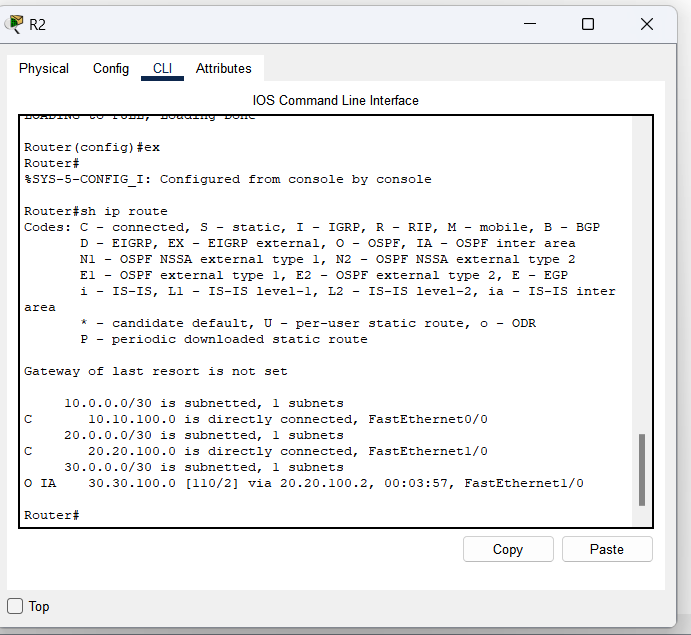 R2
Physical Config CLI Attributes
IOS Command Line Interface
LOADING to FULL, Loading Done
Router(config)#ex
Router#
%SYS-5-CONFIG_I: Configured from console by console
Router#sh ip route
Codes: C - connected, S - static, I - IGRP, R - RIP, M - mobile, B - BGP
D - EIGRP, EX - EIGRP external, O - OSPF, IA - OSPF inter area
N1 - OSPF NSSA external type 1, N2 - OSPF NSSA external type 2
E1 - OSPF external type 1, E2 - OSPF external type 2, E - EGP
i - IS-IS, L1 - IS-IS level-1, L2 - IS-IS level-2, ia - IS-IS inter
area
* - candidate default, U - per-user static route, o - ODR
P - periodic downloaded static route
Gateway of last resort is not set
10.0.0.0/30 is subnetted, 1 subnets
C 10.10.100.0 is directly connected, FastEthernet0/0
20.0.0.0/30 is subnetted, 1 subnets
C 20.20.100.0 is directly connected, FastEthernet1/0
30.0.0.0/30 is subnetted, 1 subnets
O IA 30.30.100.0 [110/2] via 20.20.100.2, 00:03:57, FastEthernet1/0
Router#
Copy Paste
Top